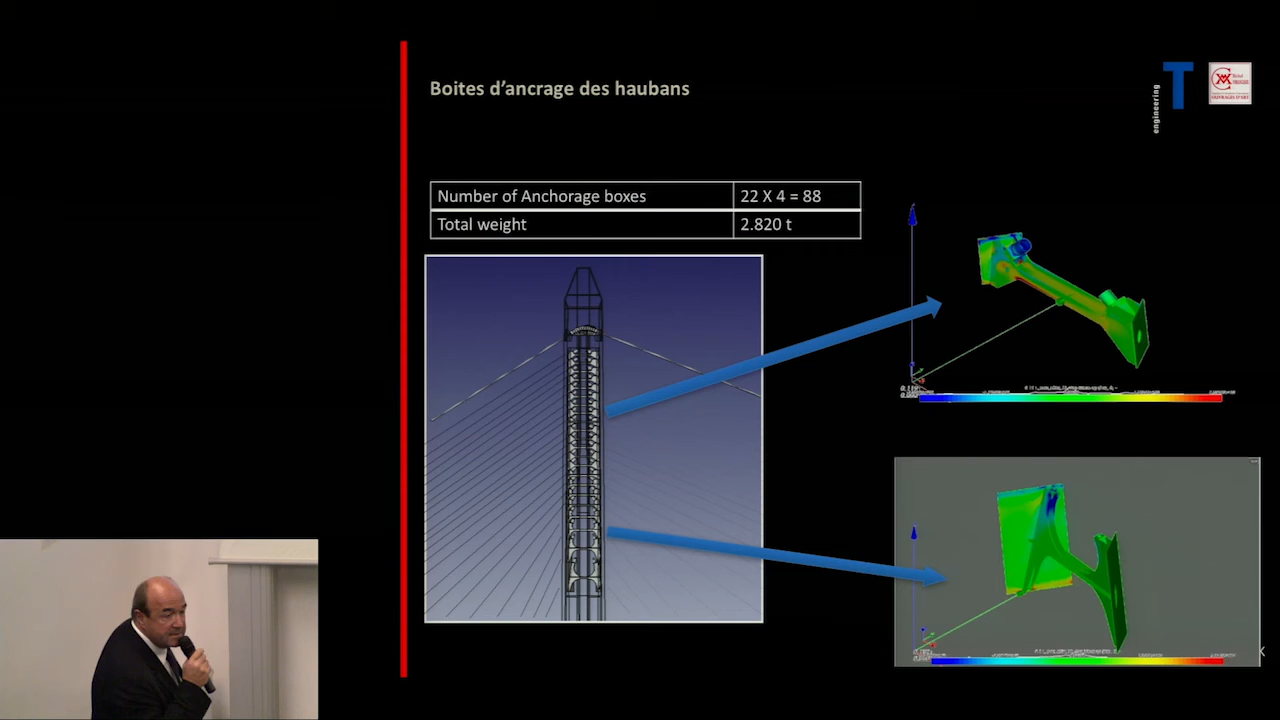 Boites d’ancrage des haubans
engineering
T
Number of Anchorage boxes 22 X 4 = 88
Total weight 2.820 t